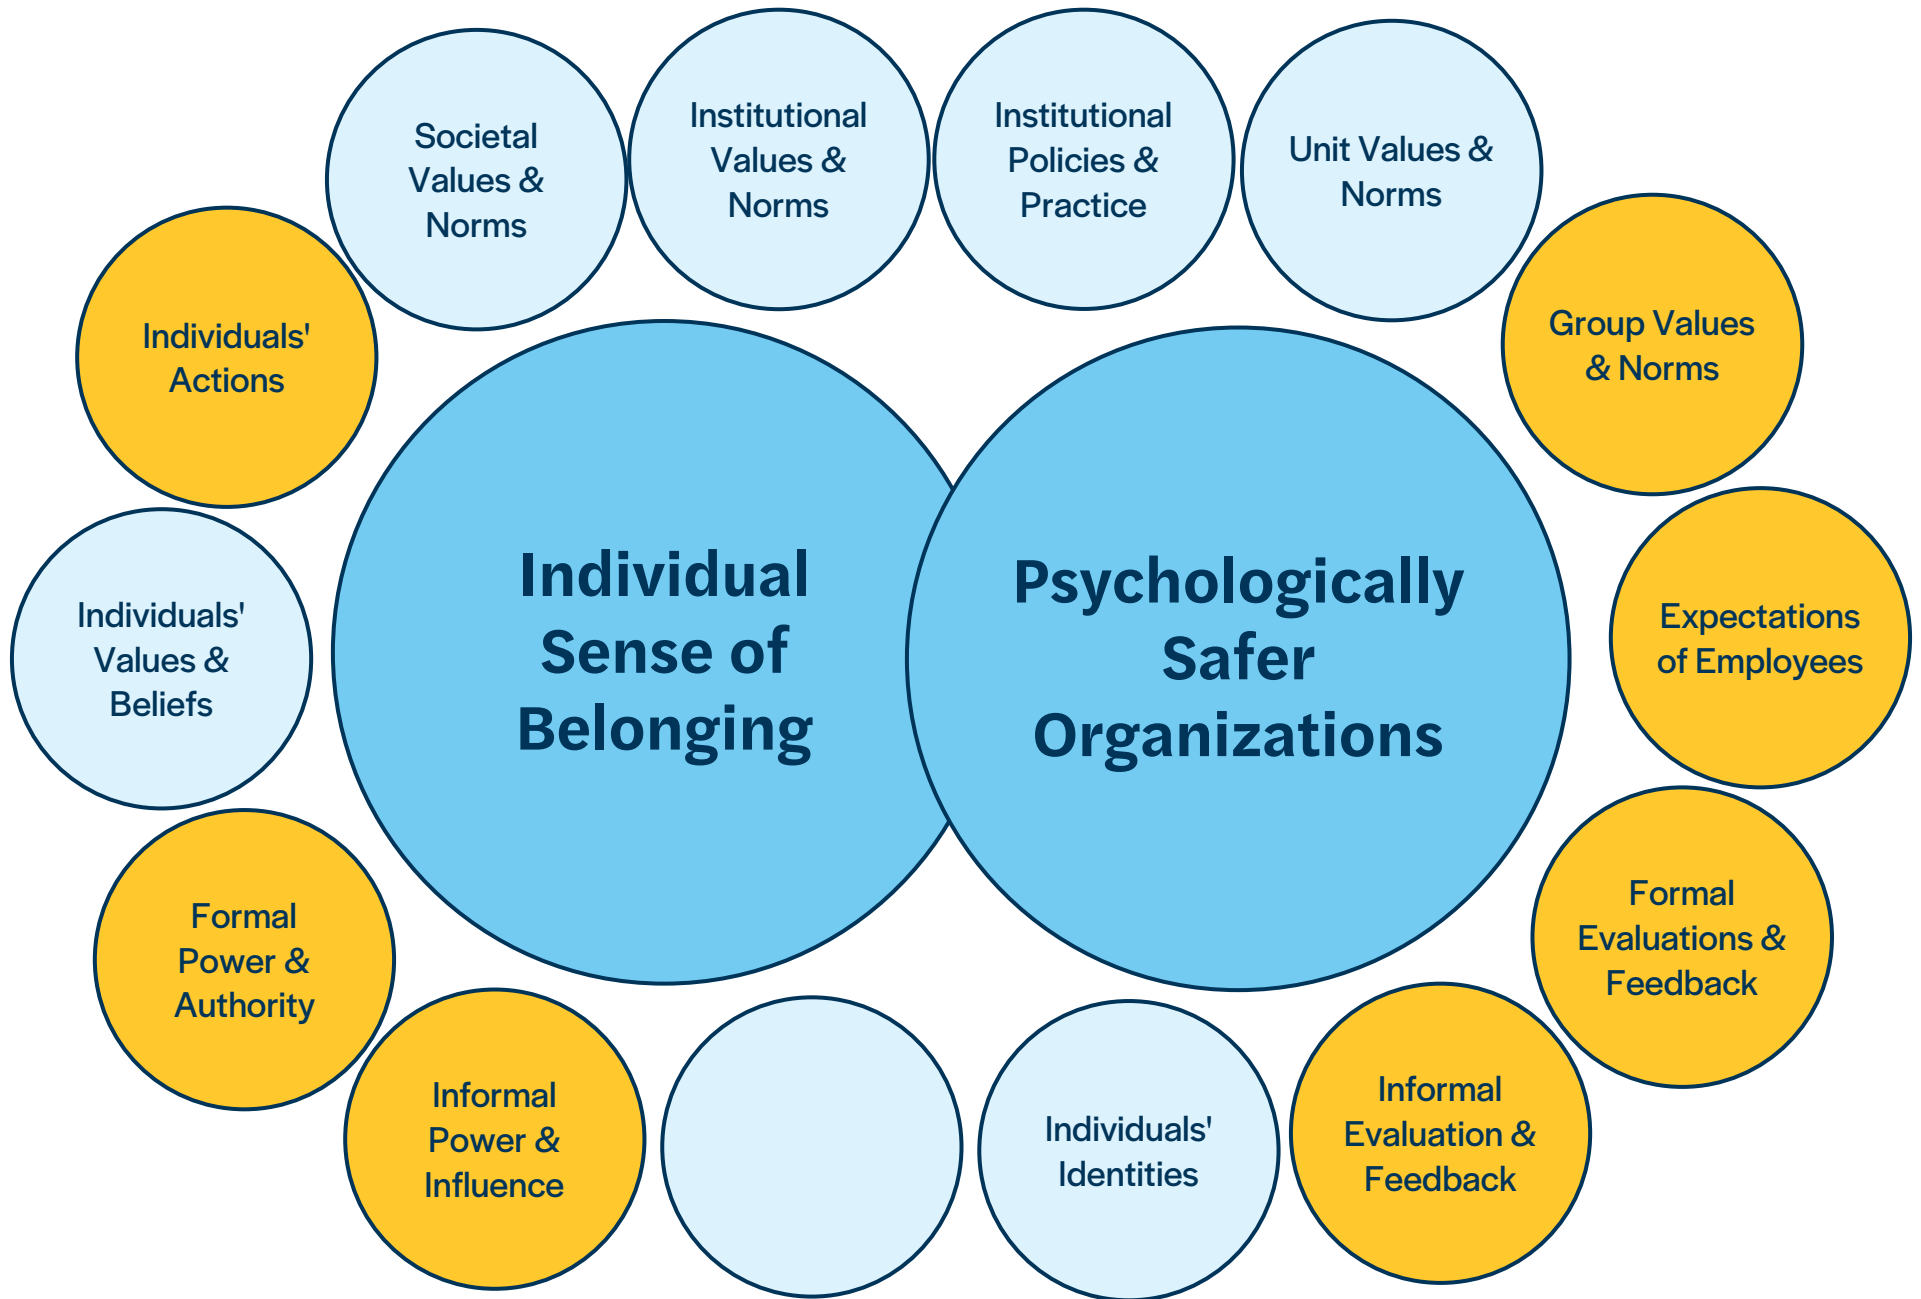 Societal
Values &
Norms
Institutional
Values &
Norms
Institutional
Policies &
Practice
Unit Values &
Norms
Individuals'
Actions
Group Values
& Norms
Individual
Sense of
Belonging
Psychologically
Safer
Organizations
Individuals'
Values &
Beliefs
Expectations
of Employees
Formal
Power &
Authority
Formal
Evaluations &
Feedback
Informal
Power &
Influence
Individuals'
Identities
Informal
Evaluation &
Feedback